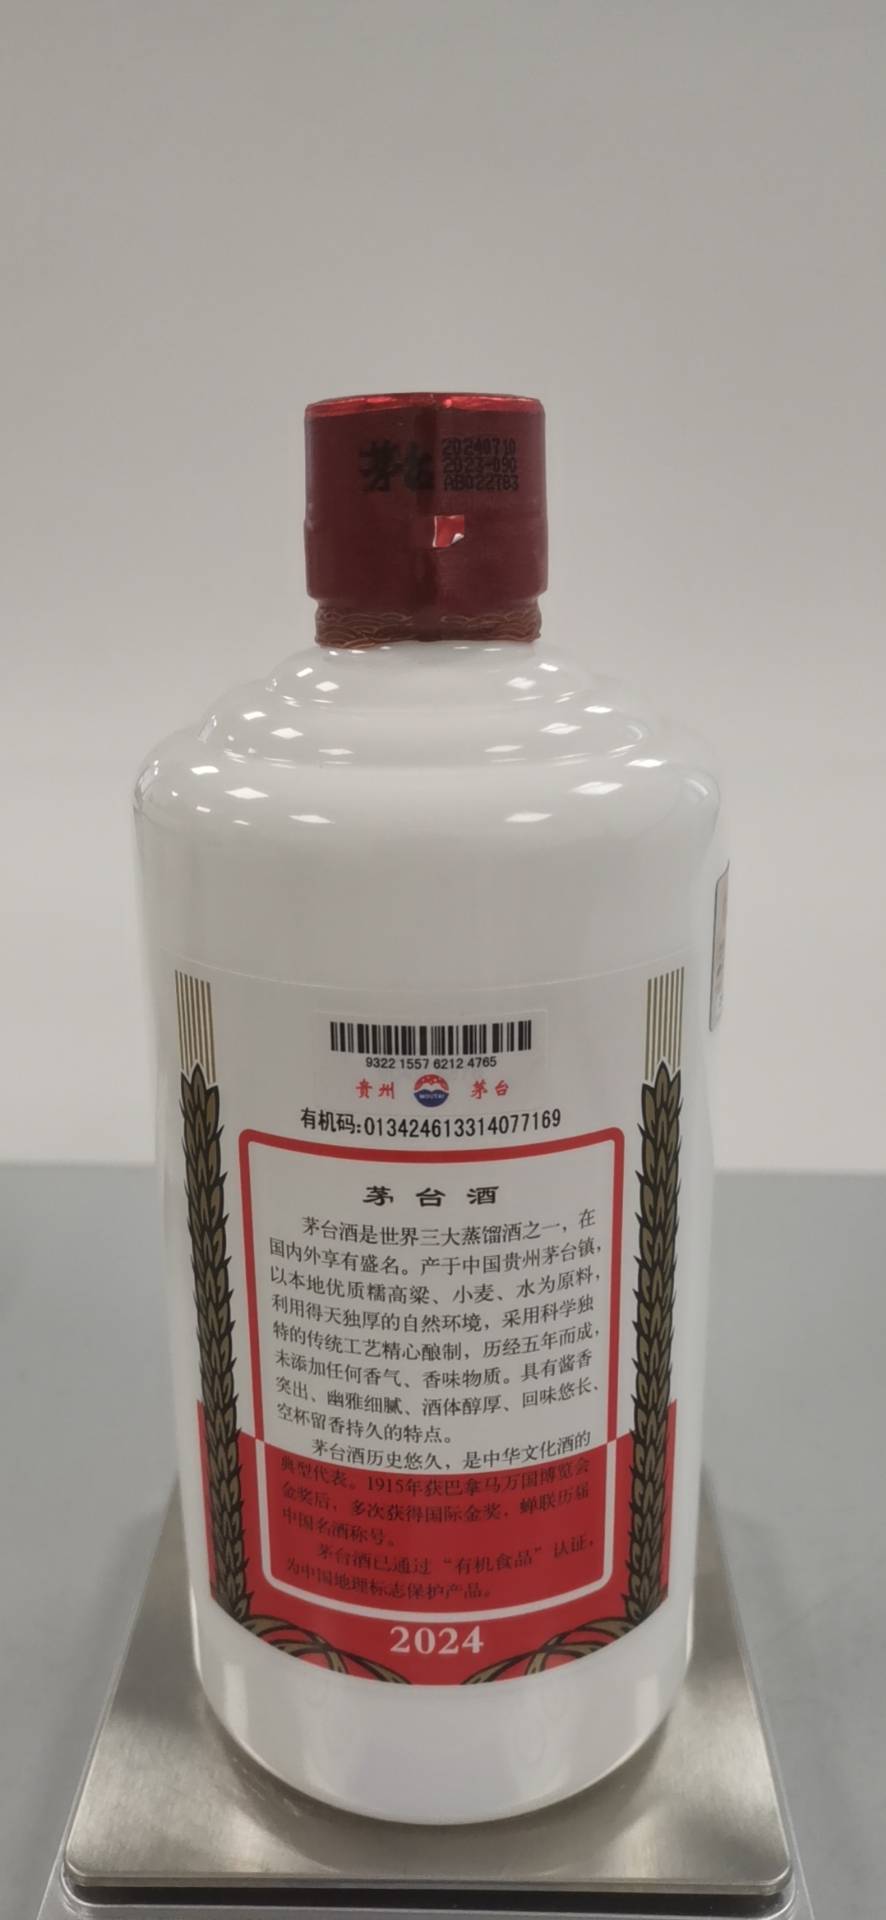 茅台
20240710
2023-090
AB022783
9322 1557 6212 4765
贵州 MOUTAI 茅台
有机码:013424613314077169
茅台酒
茅台酒是世界三大蒸馏酒之一，在
国内外享有盛名。产于中国贵州茅台镇，
以本地优质糯高粱、小麦、水为原料，
利用得天独厚的自然环境，采用科学独
特的传统工艺精心酿制，历经五年而成，
未添加任何香气、香味物质。具有酱香
突出、幽雅细腻、酒体醇厚、回味悠长、
空杯留香持久的特点。
茅台酒历史悠久，是中华文化酒的
典型代表。1915年获巴拿马万国博览会
金奖后，多次获得国际金奖，蝉联历届
中国名酒称号。
茅台酒已通过“有机食品”认证，
为中国地理标志保护产品。
2024